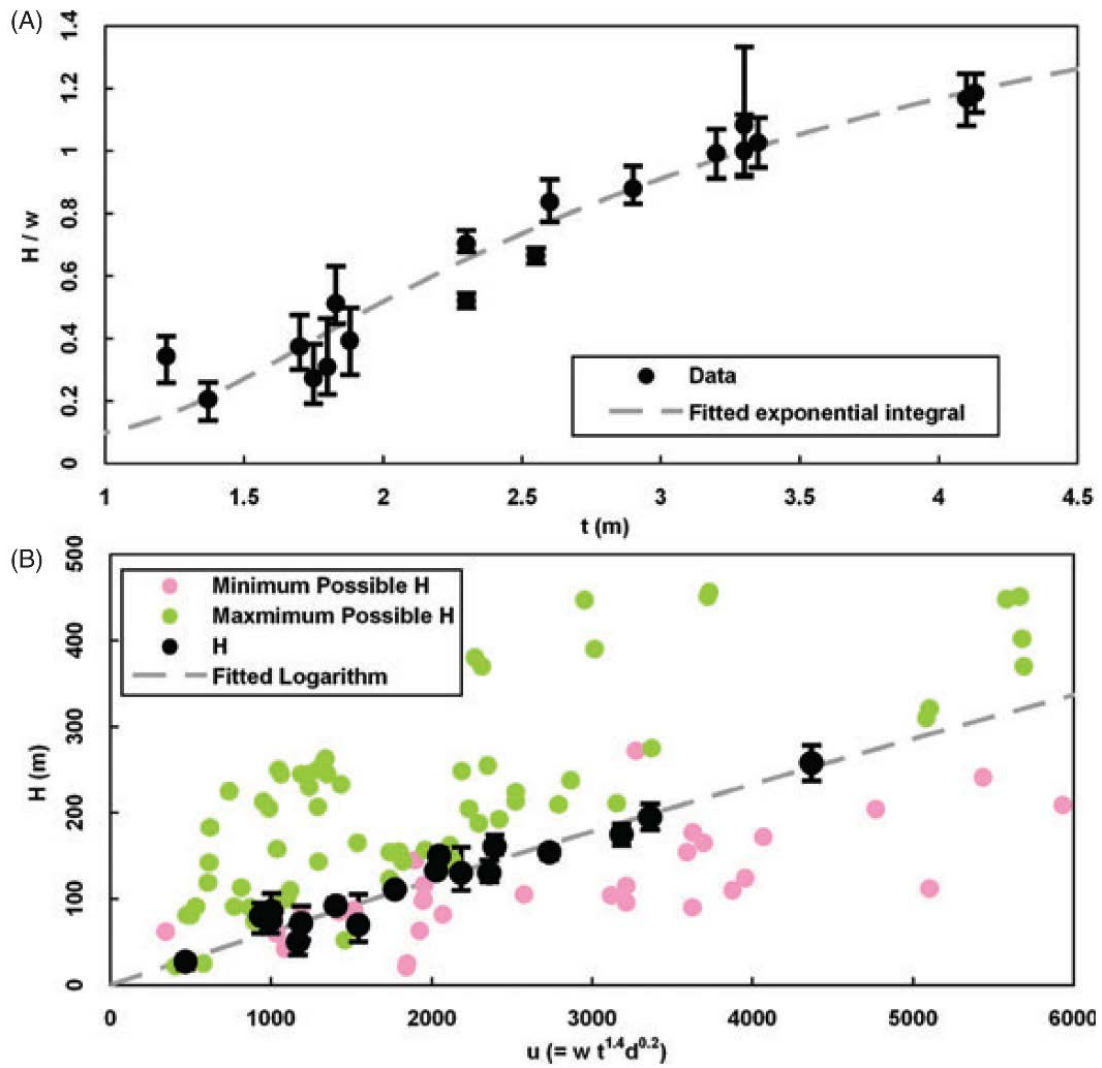 (A)
1.4
1.2
1
0.8
0.6
0.4
0.2
0
H / w
Data
Fitted exponential integral
1 1.5 2 2.5 3 3.5 4 4.5
t (m)
(B)
500
400
300
200
100
0
H (m)
Minimum Possible H
Maxmimum Possible H
H
Fitted Logarithm
0 1000 2000 3000 4000 5000 6000
u (= w t^1.4 d^0.2)